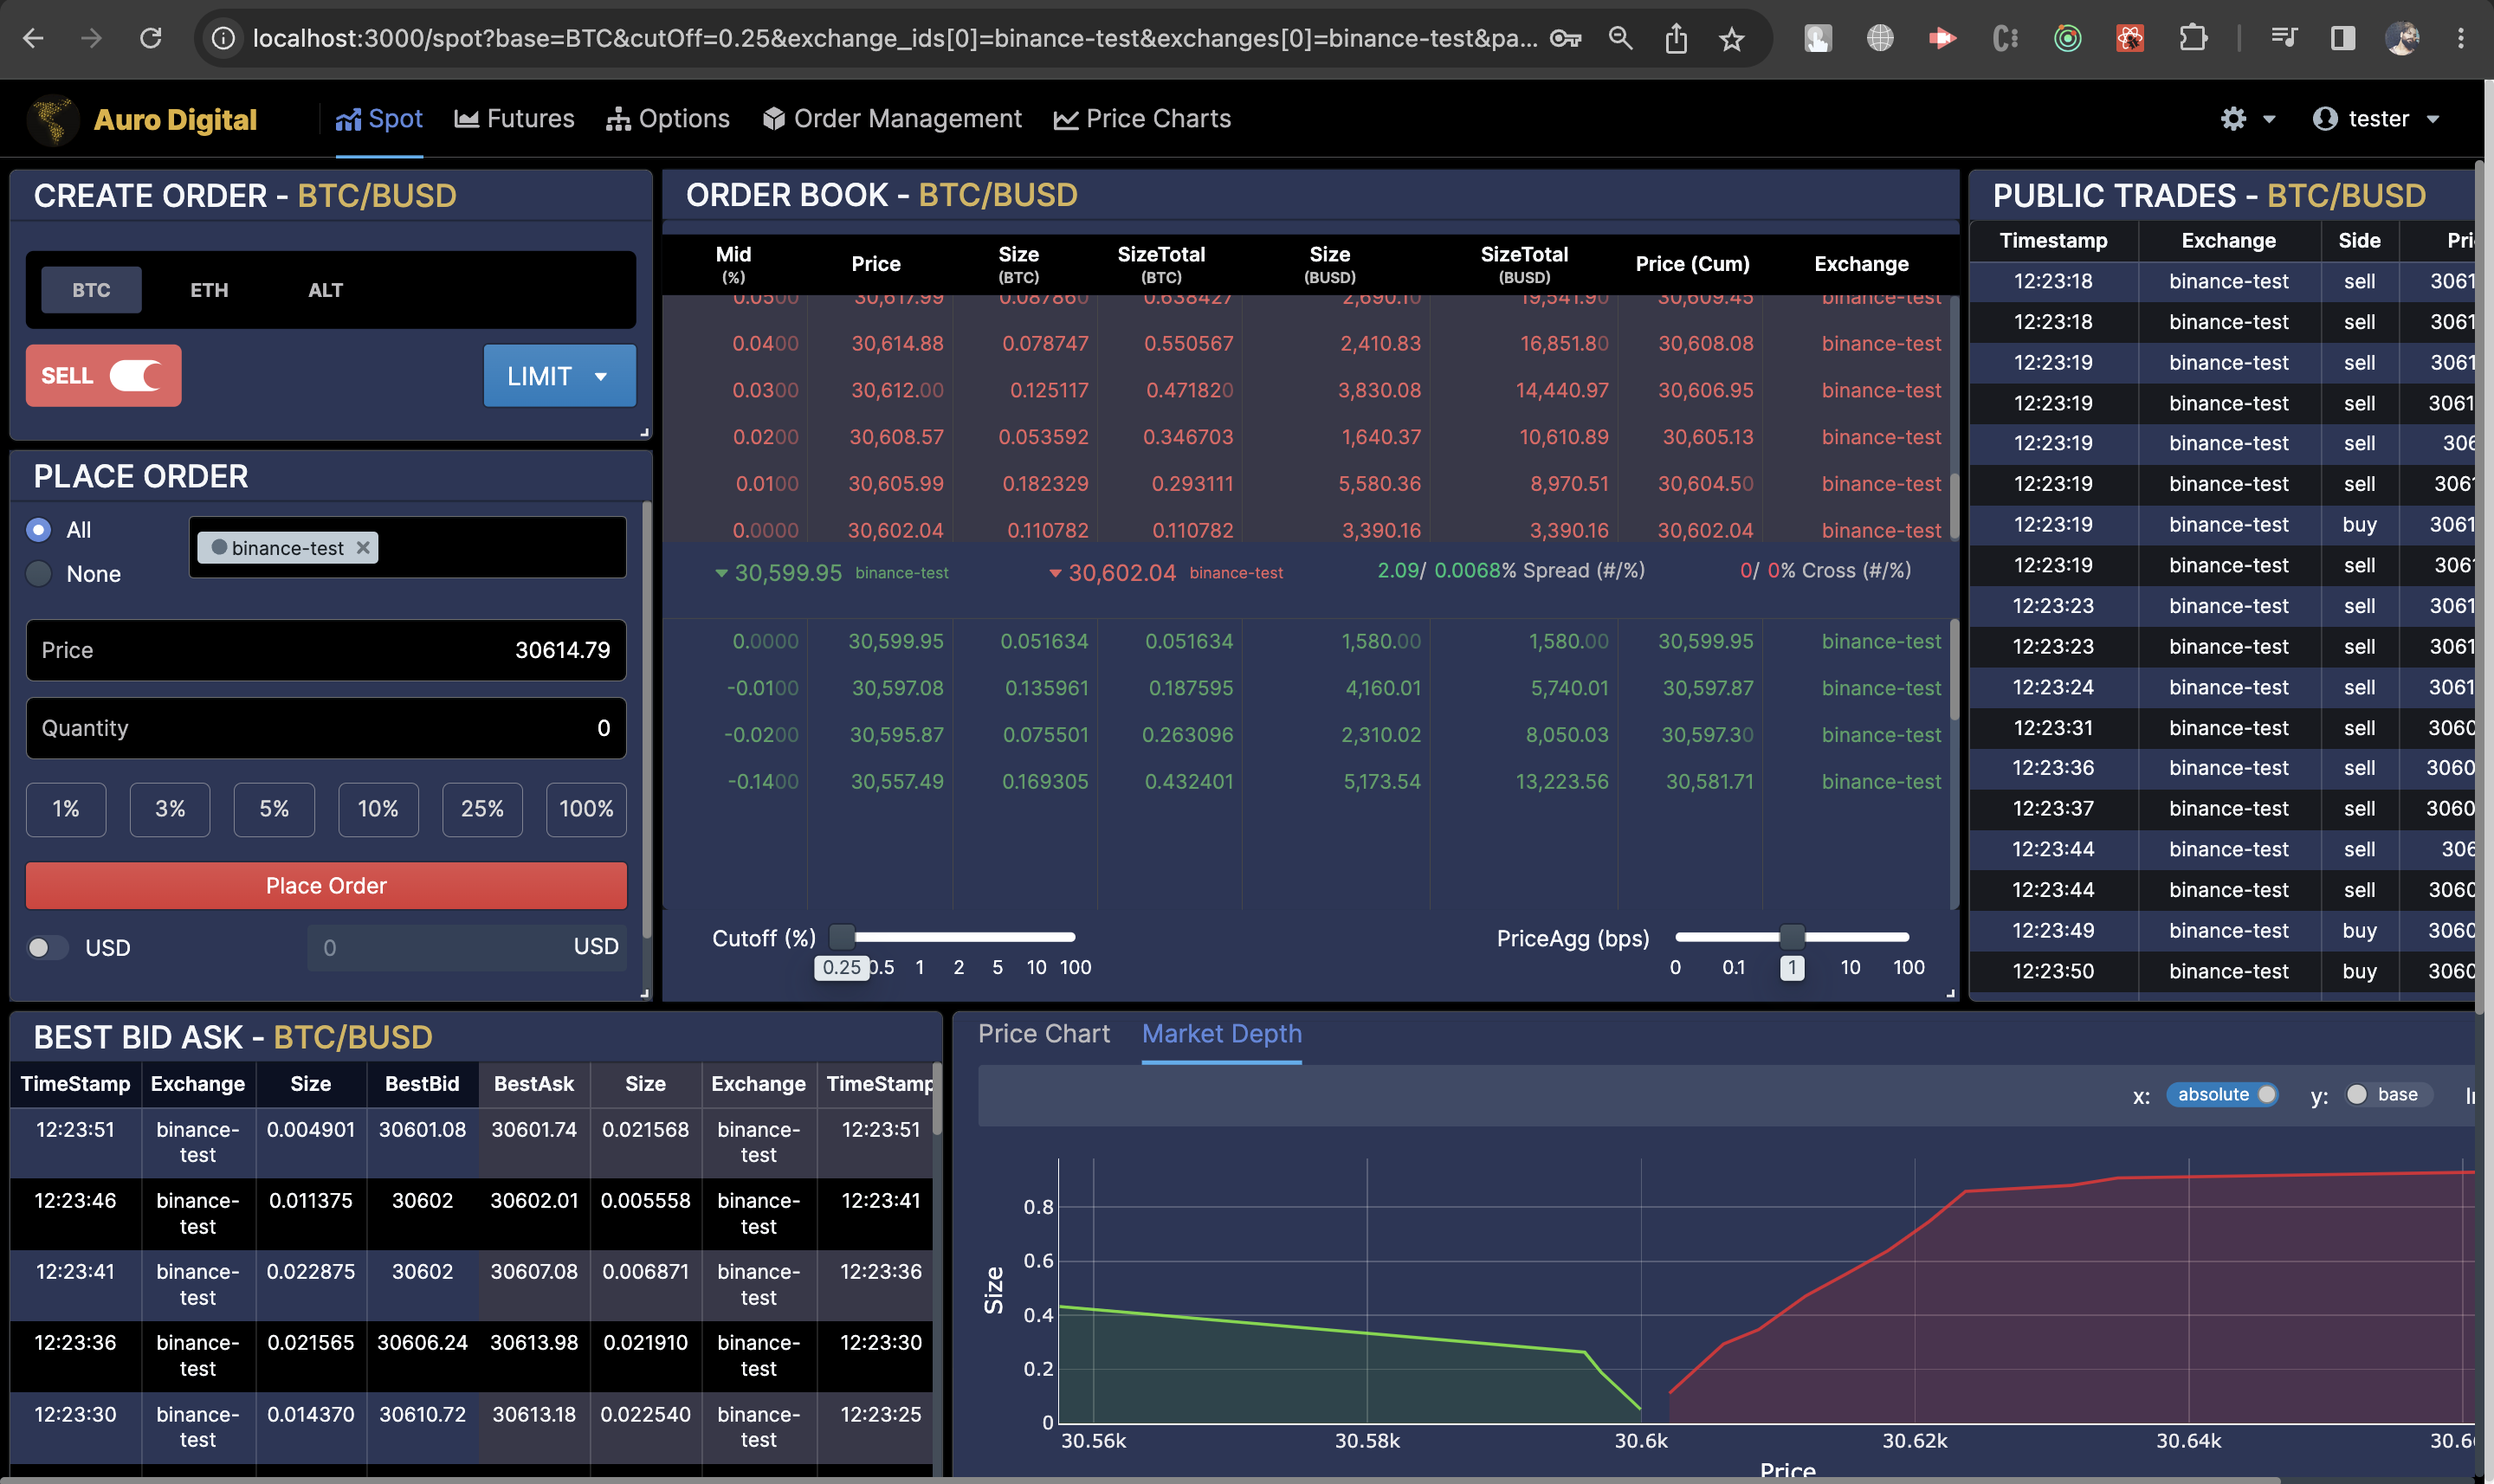 localhost:3000/spot?base=BTC&cutOff=0.25&exchange_ids[0]=binance-test&exchanges[0]=binance-test&pa...
Auro Digital Spot Futures Options Order Management Price Charts tester
CREATE ORDER - BTC/BUSD
BTC ETH ALT
SELL LIMIT
PLACE ORDER
All
binance-test
None
Price 30614.79
Quantity 0
1% 3% 5% 10% 25% 100%
Place Order
USD 0 USD
ORDER BOOK - BTC/BUSD
Mid (%) Price Size (BTC) SizeTotal (BTC) Size (BUSD) SizeTotal (BUSD) Price (Cum) Exchange
0.0500 30,617.99 0.087860 0.638427 2,690.10 19,541.90 30,609.45 binance-test
0.0400 30,614.88 0.078747 0.550567 2,410.83 16,851.80 30,608.08 binance-test
0.0300 30,612.00 0.125117 0.471820 3,830.08 14,440.97 30,606.95 binance-test
0.0200 30,608.57 0.053592 0.346703 1,640.37 10,610.89 30,605.13 binance-test
0.0100 30,605.99 0.182329 0.293111 5,580.36 8,970.51 30,604.50 binance-test
0.0000 30,602.04 0.110782 0.110782 3,390.16 3,390.16 30,602.04 binance-test
30,599.95 binance-test 30,602.04 binance-test 2.09/ 0.0068% Spread (#/%) 0/ 0% Cross (#/%)
0.0000 30,599.95 0.051634 0.051634 1,580.00 1,580.00 30,599.95 binance-test
-0.0100 30,597.08 0.135961 0.187595 4,160.01 5,740.01 30,597.87 binance-test
-0.0200 30,595.87 0.075501 0.263096 2,310.02 8,050.03 30,597.30 binance-test
-0.1400 30,557.49 0.169305 0.432401 5,173.54 13,223.56 30,581.71 binance-test
Cutoff (%) 0.25 0.5 1 2 5 10 100
PriceAgg (bps) 0 0.1 1 10 100
PUBLIC TRADES - BTC/BUSD
Timestamp Exchange Side Pri
12:23:18 binance-test sell 3061
12:23:18 binance-test sell 3061
12:23:19 binance-test sell 3061
12:23:19 binance-test sell 3061
12:23:19 binance-test sell 306
12:23:19 binance-test sell 3061
12:23:19 binance-test buy 3061
12:23:19 binance-test sell 3061
12:23:23 binance-test sell 3061
12:23:23 binance-test sell 3061
12:23:24 binance-test sell 3061
12:23:31 binance-test sell 3060
12:23:36 binance-test sell 3060
12:23:37 binance-test sell 3060
12:23:44 binance-test sell 306
12:23:44 binance-test sell 3060
12:23:49 binance-test buy 3060
12:23:50 binance-test buy 3060
BEST BID ASK - BTC/BUSD
TimeStamp Exchange Size BestBid BestAsk Size Exchange TimeStamp
12:23:51 binance-test 0.004901 30601.08 30601.74 0.021568 binance-test 12:23:51
12:23:46 binance-test 0.011375 30602 30602.01 0.005558 binance-test 12:23:41
12:23:41 binance-test 0.022875 30602 30607.08 0.006871 binance-test 12:23:36
12:23:36 binance-test 0.021565 30606.24 30613.98 0.021910 binance-test 12:23:30
12:23:30 binance-test 0.014370 30610.72 30613.18 0.022540 binance-test 12:23:25
Price Chart Market Depth
x: absolute y: base
Size
0.8
0.6
0.4
0.2
0
30.56k 30.58k 30.6k 30.62k 30.64k 30.6
Price